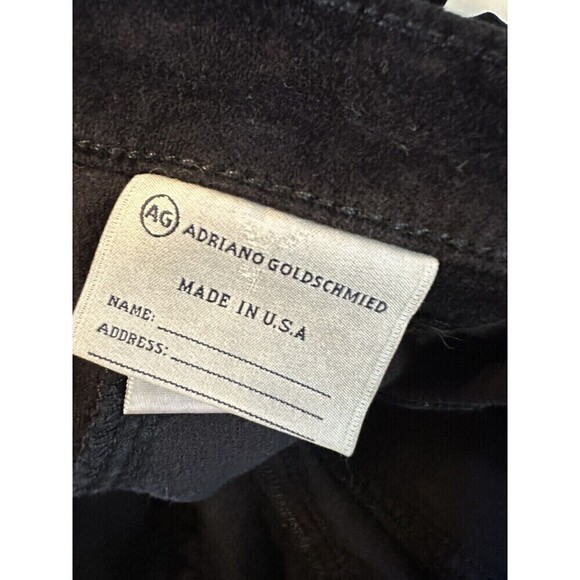 AG ADRIANO GOLDSCHMIED
MADE IN U.S.A
NAME:
ADDRESS: